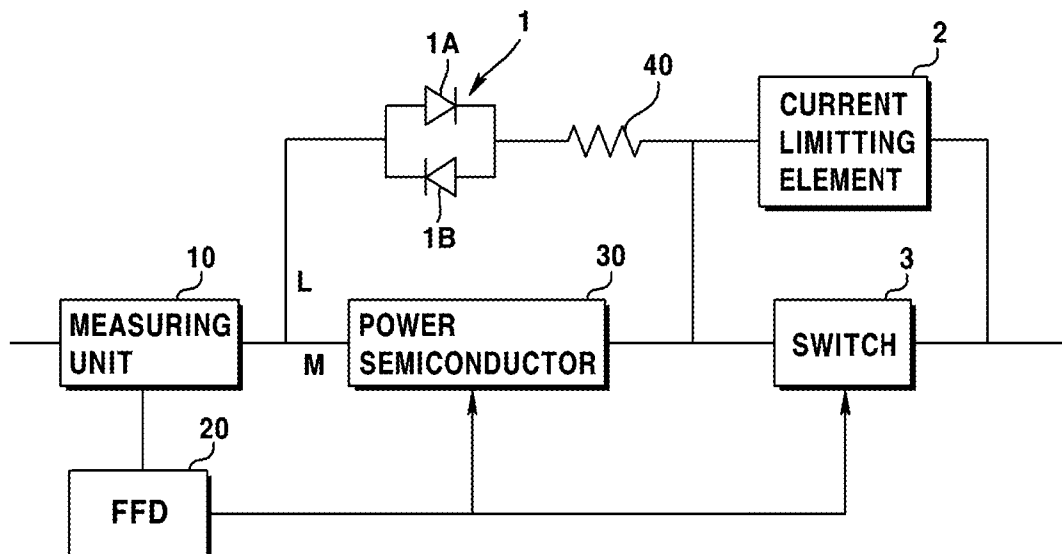 1
1A
2
40
CURRENT
LIMITTING
ELEMENT
1B
10
L
30
3
MEASURING
UNIT
M
POWER
SEMICONDUCTOR
SWITCH
20
FFD